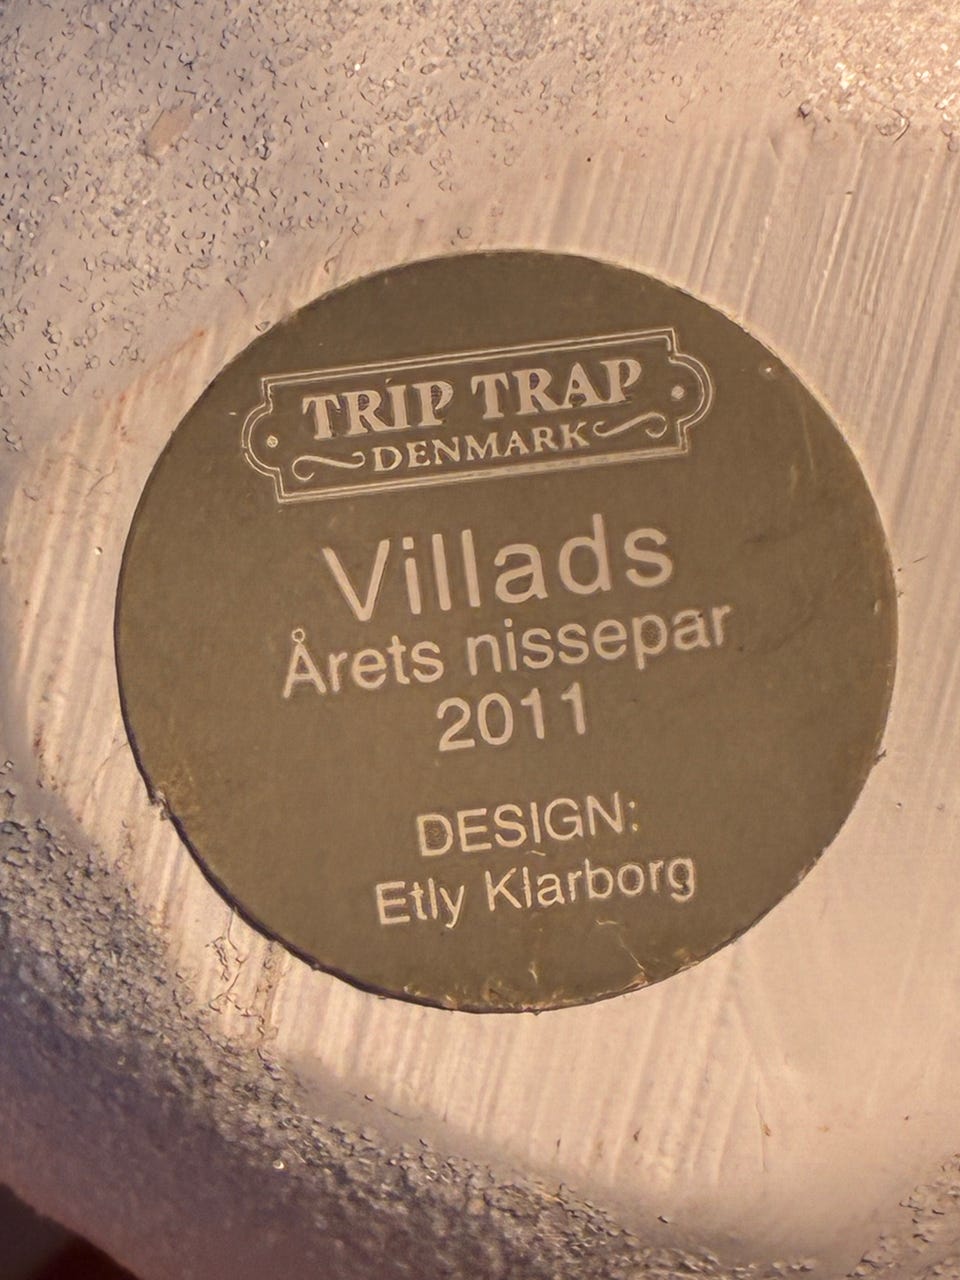 TRIP TRAP
DENMARK
Villads
Årets nissepar
2011
DESIGN:
Etly Klarborg